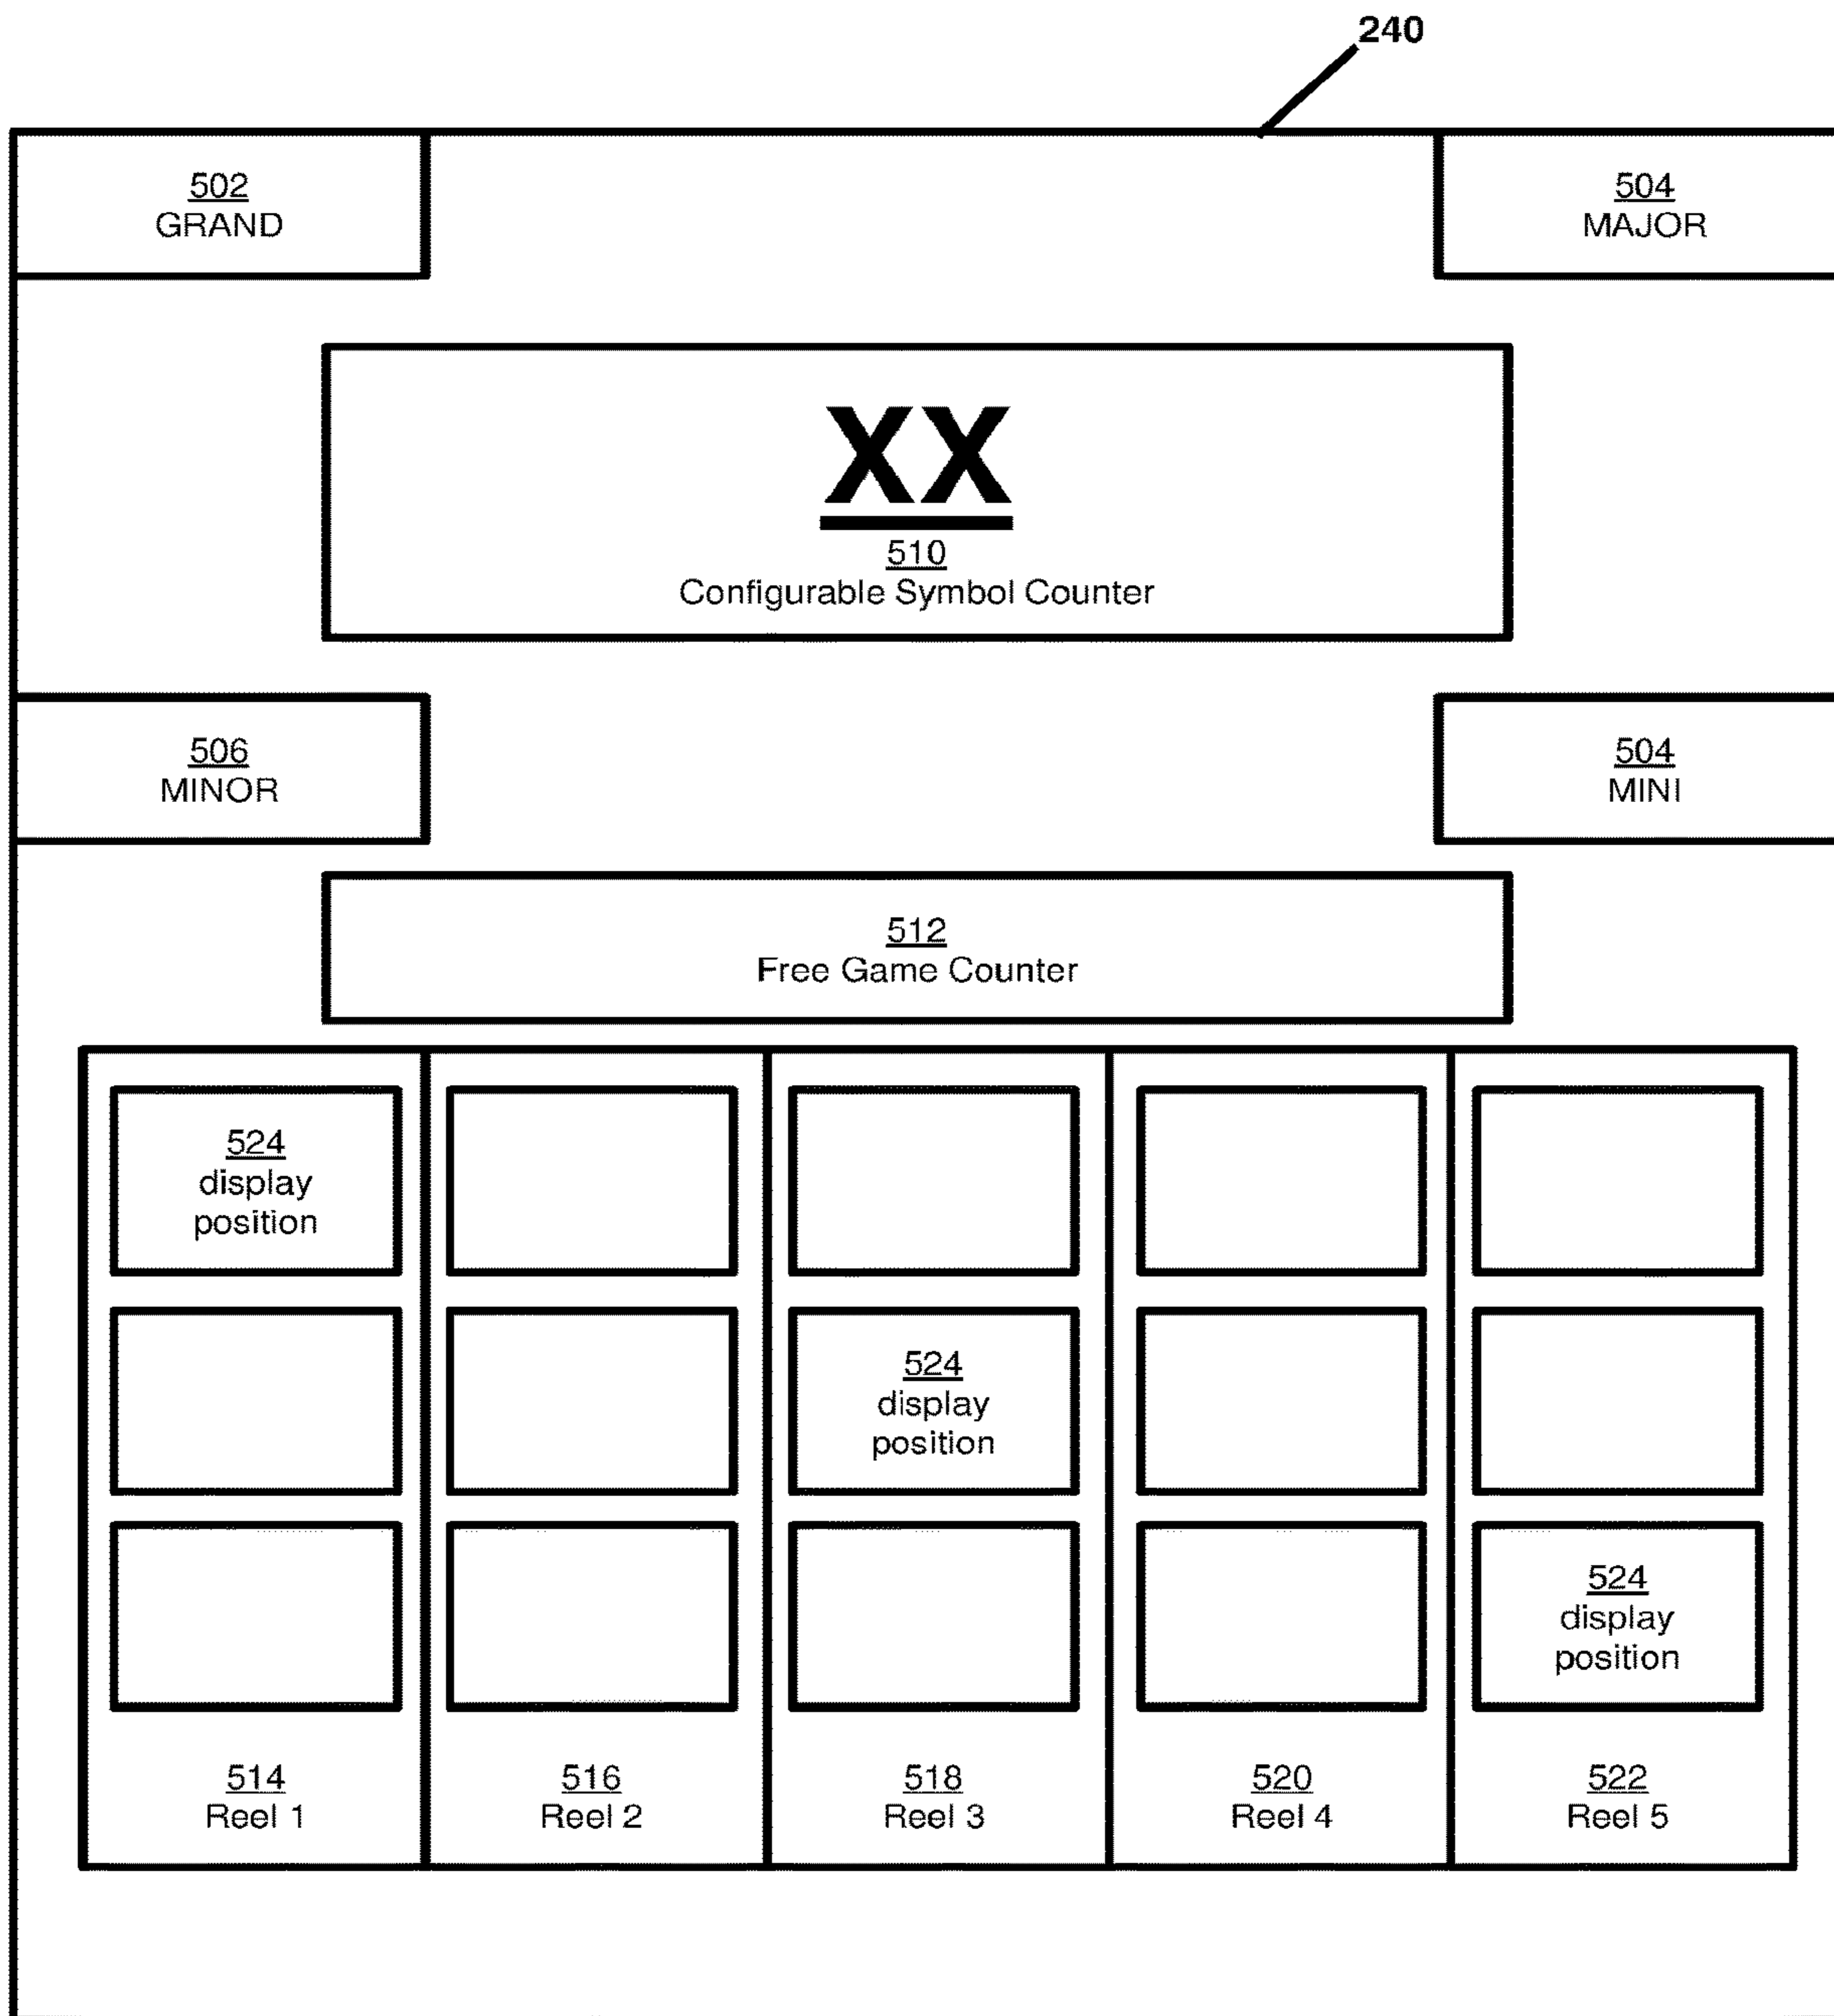 240
502
GRAND
504
MAJOR
XX
510
Configurable Symbol Counter
506
MINOR
504
MINI
512
Free Game Counter
524
display
position
524
display
position
524
display
position
514
Reel 1
516
Reel 2
518
Reel 3
520
Reel 4
522
Reel 5